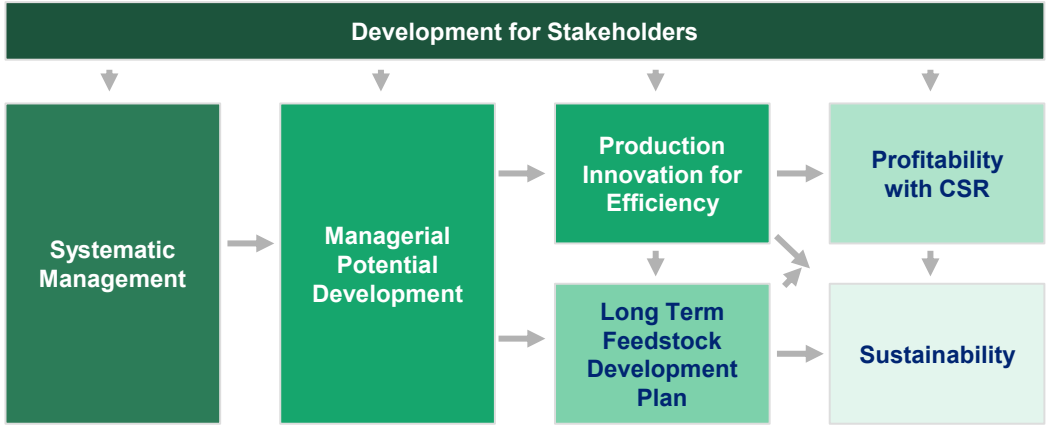 Development for Stakeholders
Systematic
Management
Managerial
Potential
Development
Production
Innovation for
Efficiency
Long Term
Feedstock
Development
Plan
Profitability
with CSR
Sustainability